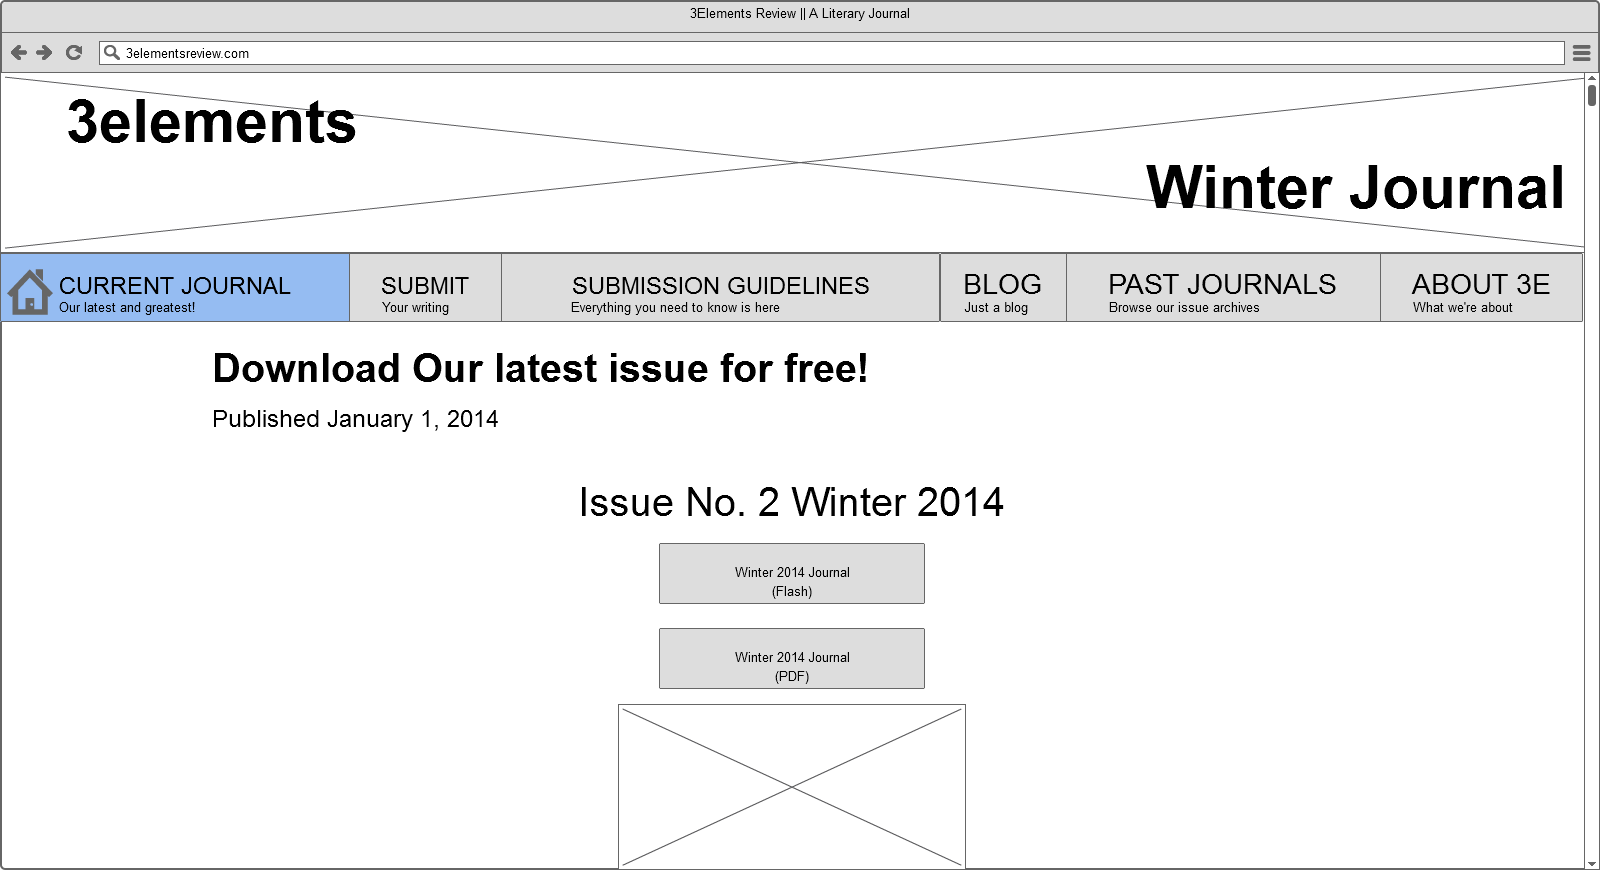 3Elements Review || A Literary Journal
3elementsreview.com
3elements
Winter Journal
CURRENT JOURNAL
Our latest and greatest!
SUBMIT
Your writing
SUBMISSION GUIDELINES
Everything you need to know is here
BLOG
Just a blog
PAST JOURNALS
Browse our issue archives
ABOUT 3E
What we're about
Download Our latest issue for free!
Published January 1, 2014
Issue No. 2 Winter 2014
Winter 2014 Journal
(Flash)
Winter 2014 Journal
(PDF)